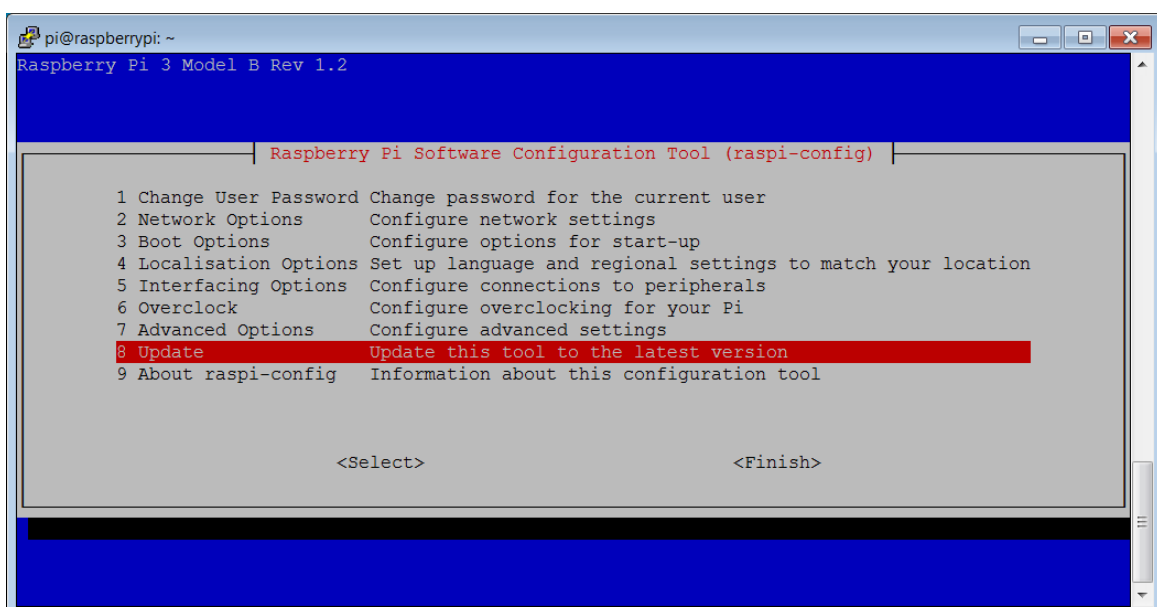 pi@raspberrypi: ~
Raspberry Pi 3 Model B Rev 1.2
Raspberry Pi Software Configuration Tool (raspi-config)
1 Change User Password Change password for the current user
2 Network Options Configure network settings
3 Boot Options Configure options for start-up
4 Localisation Options Set up language and regional settings to match your location
5 Interfacing Options Configure connections to peripherals
6 Overclock Configure overclocking for your Pi
7 Advanced Options Configure advanced settings
8 Update Update this tool to the latest version
9 About raspi-config Information about this configuration tool
<Select> <Finish>